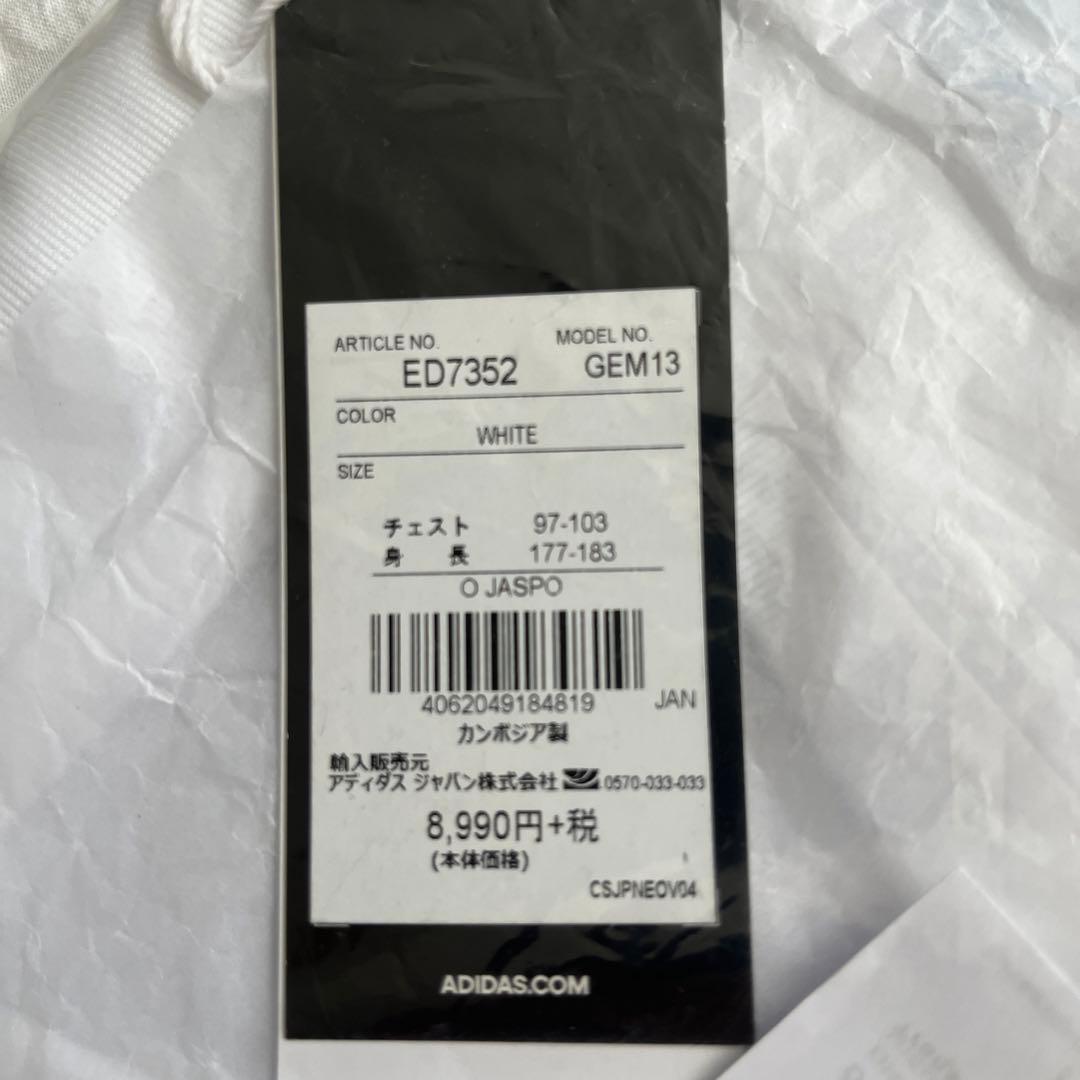 ARTICLE NO. MODEL NO.
ED7352 GEM13
COLOR
WHITE
SIZE
チェスト 97-103
身 長 177-183
O JASPO
4062049184819 JAN
カンボジア製
輸入販売元
アディダス ジャパン株式会社 0570-033-033
8,990円+税
(本体価格)
CSJPNEOV04
ADIDAS.COM